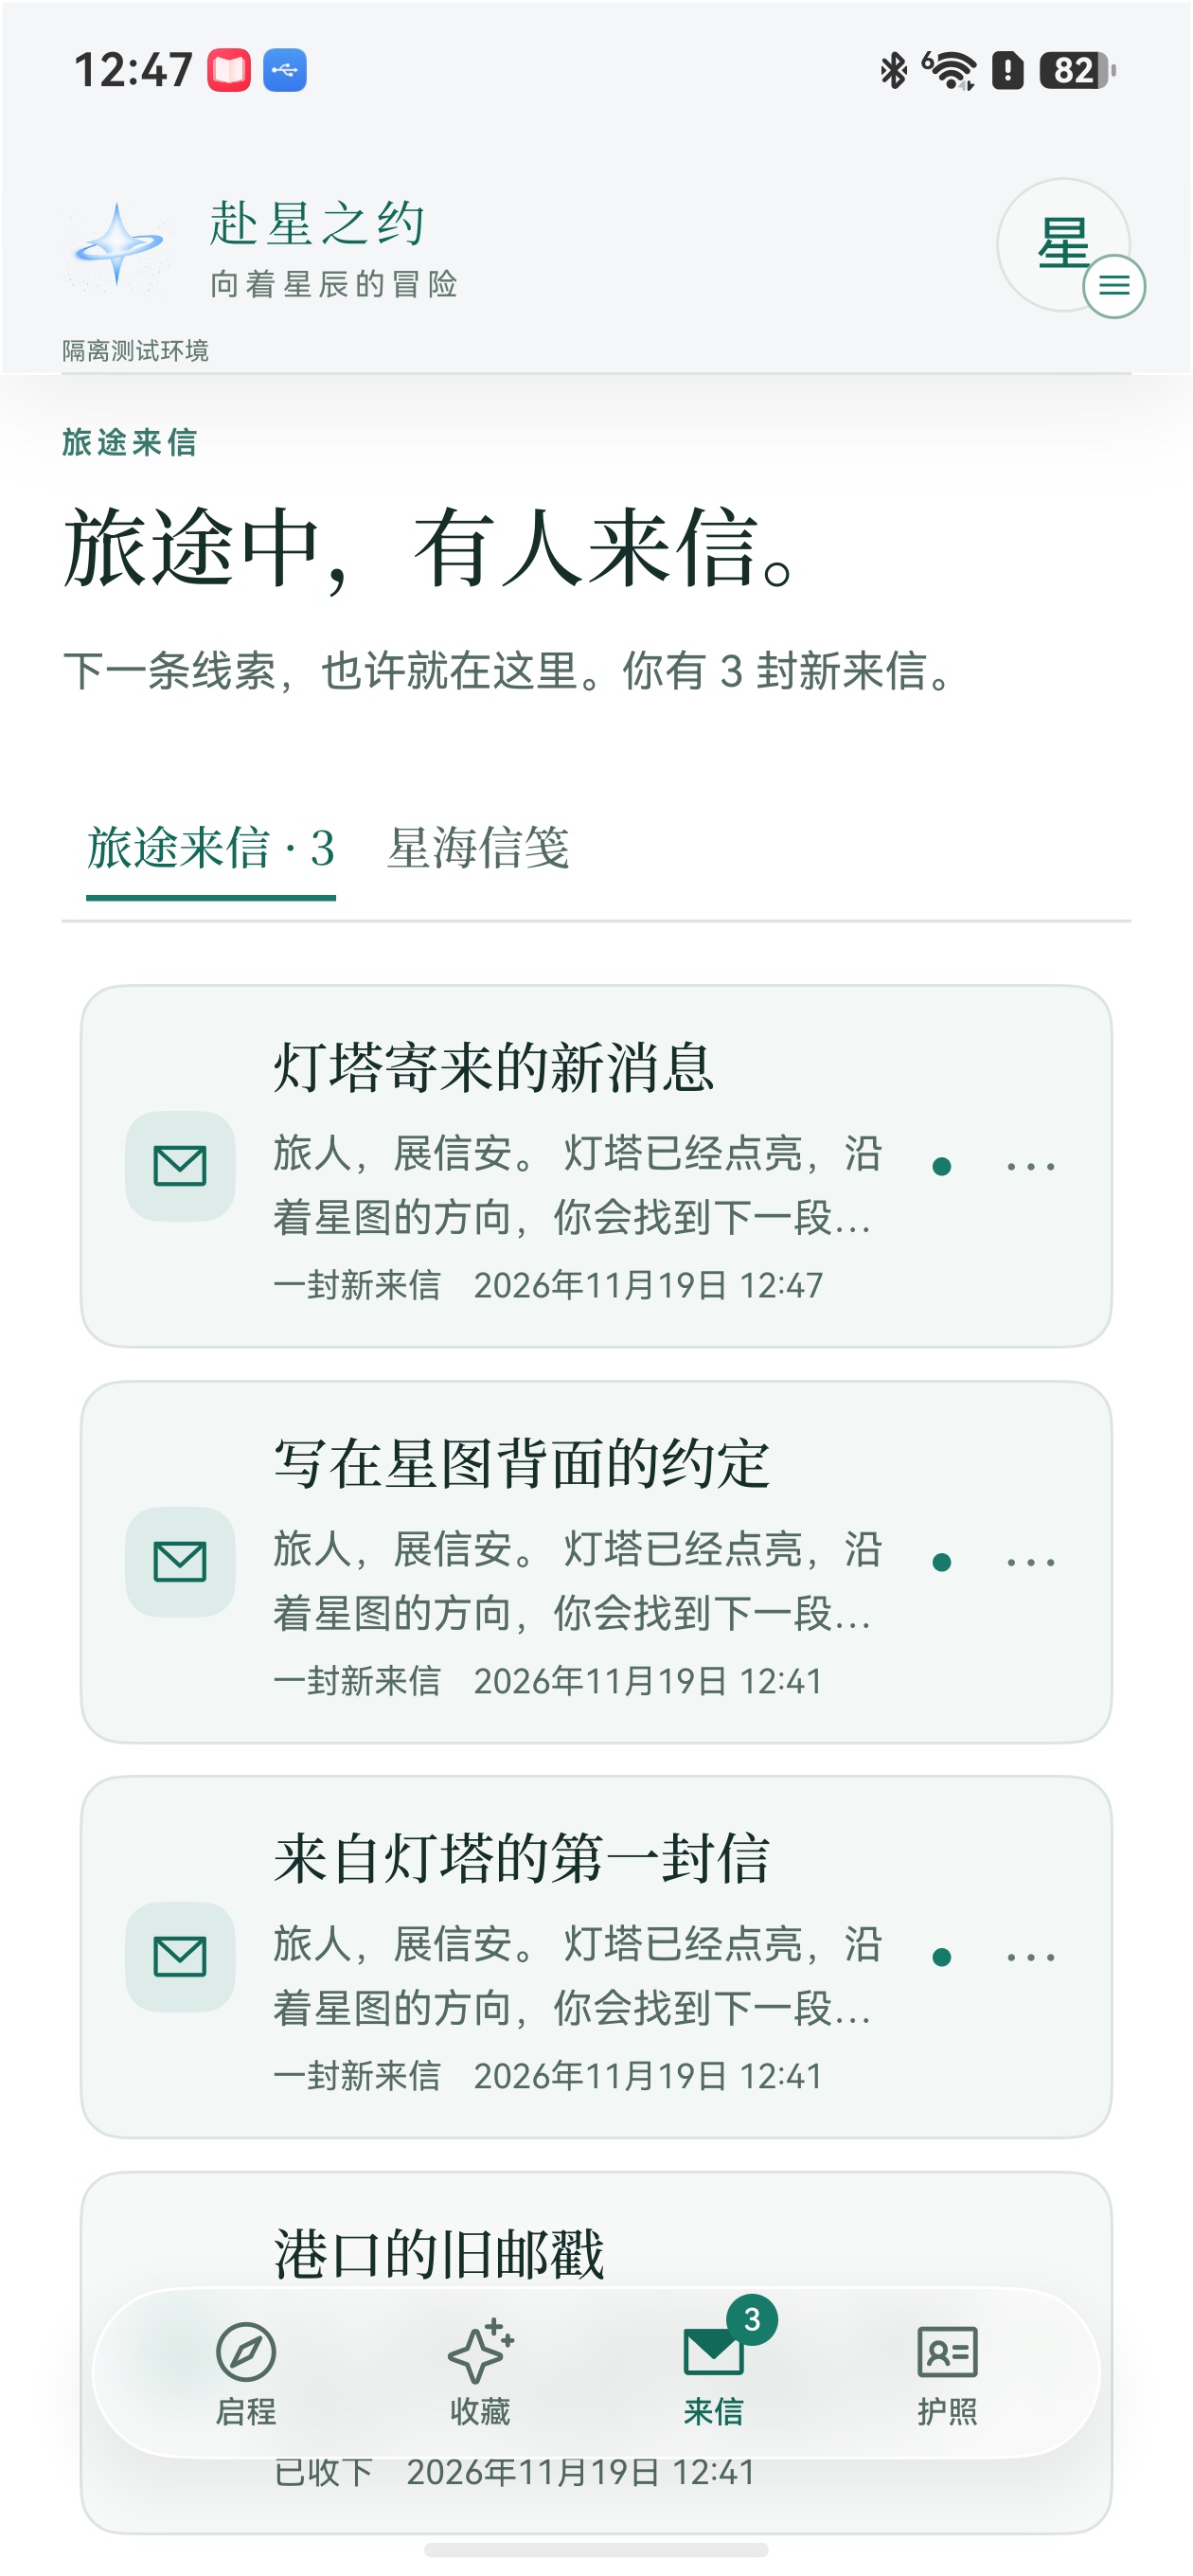 12:47
6
82
赴星之约
向着星辰的冒险
星
隔离测试环境
旅途来信
旅途中，有人来信。
下一条线索，也许就在这里。你有 3 封新来信。
旅途来信 · 3 星海信笺
灯塔寄来的新消息
旅人，展信安。 灯塔已经点亮，沿
着星图的方向，你会找到下一段...
一封新来信 2026年11月19日 12:47
写在星图背面的约定
旅人，展信安。 灯塔已经点亮，沿
着星图的方向，你会找到下一段...
一封新来信 2026年11月19日 12:41
来自灯塔的第一封信
旅人，展信安。 灯塔已经点亮，沿
着星图的方向，你会找到下一段...
一封新来信 2026年11月19日 12:41
港口的旧邮戳
3
启程 收藏 来信 护照
已收下 2026年11月19日 12:41